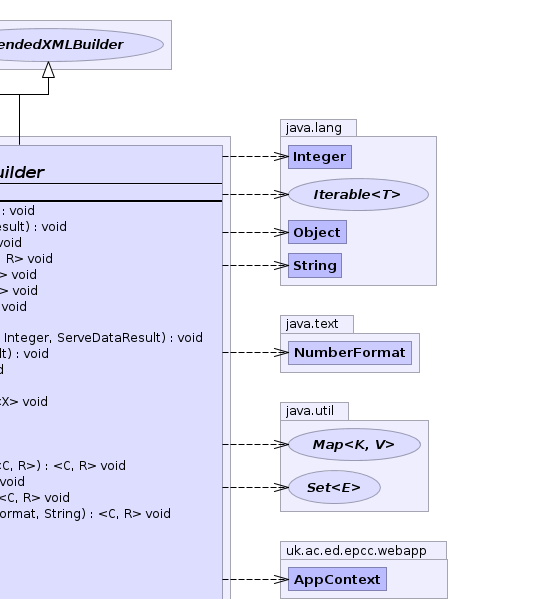 endedXMLBuilder
java.lang
Integer
Iterable<T>
Object
String
uilder
: void
esult) : void
void
, R> void
> void
> void
void
Integer, ServeDataResult) : void
lt) : void
d
<X> void
<C, R>) : <C, R> void
void
<C, R> void
ormat, String) : <C, R> void
java.text
NumberFormat
java.util
Map<K, V>
Set<E>
uk.ac.ed.epcc.webapp
AppContext